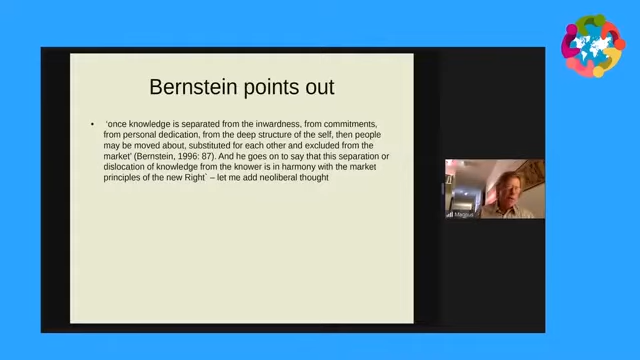 Bernstein points out
• 'once knowledge is separated from the inwardness, from commitments,
from personal dedication, from the deep structure of the self, then people
may be moved about, substituted for each other and excluded from the
market' (Bernstein, 1996: 87). And he goes on to say that this separation or
dislocation of knowledge from the knower is in harmony with the market
principles of the new Right` – let me add neoliberal thought
Magnus